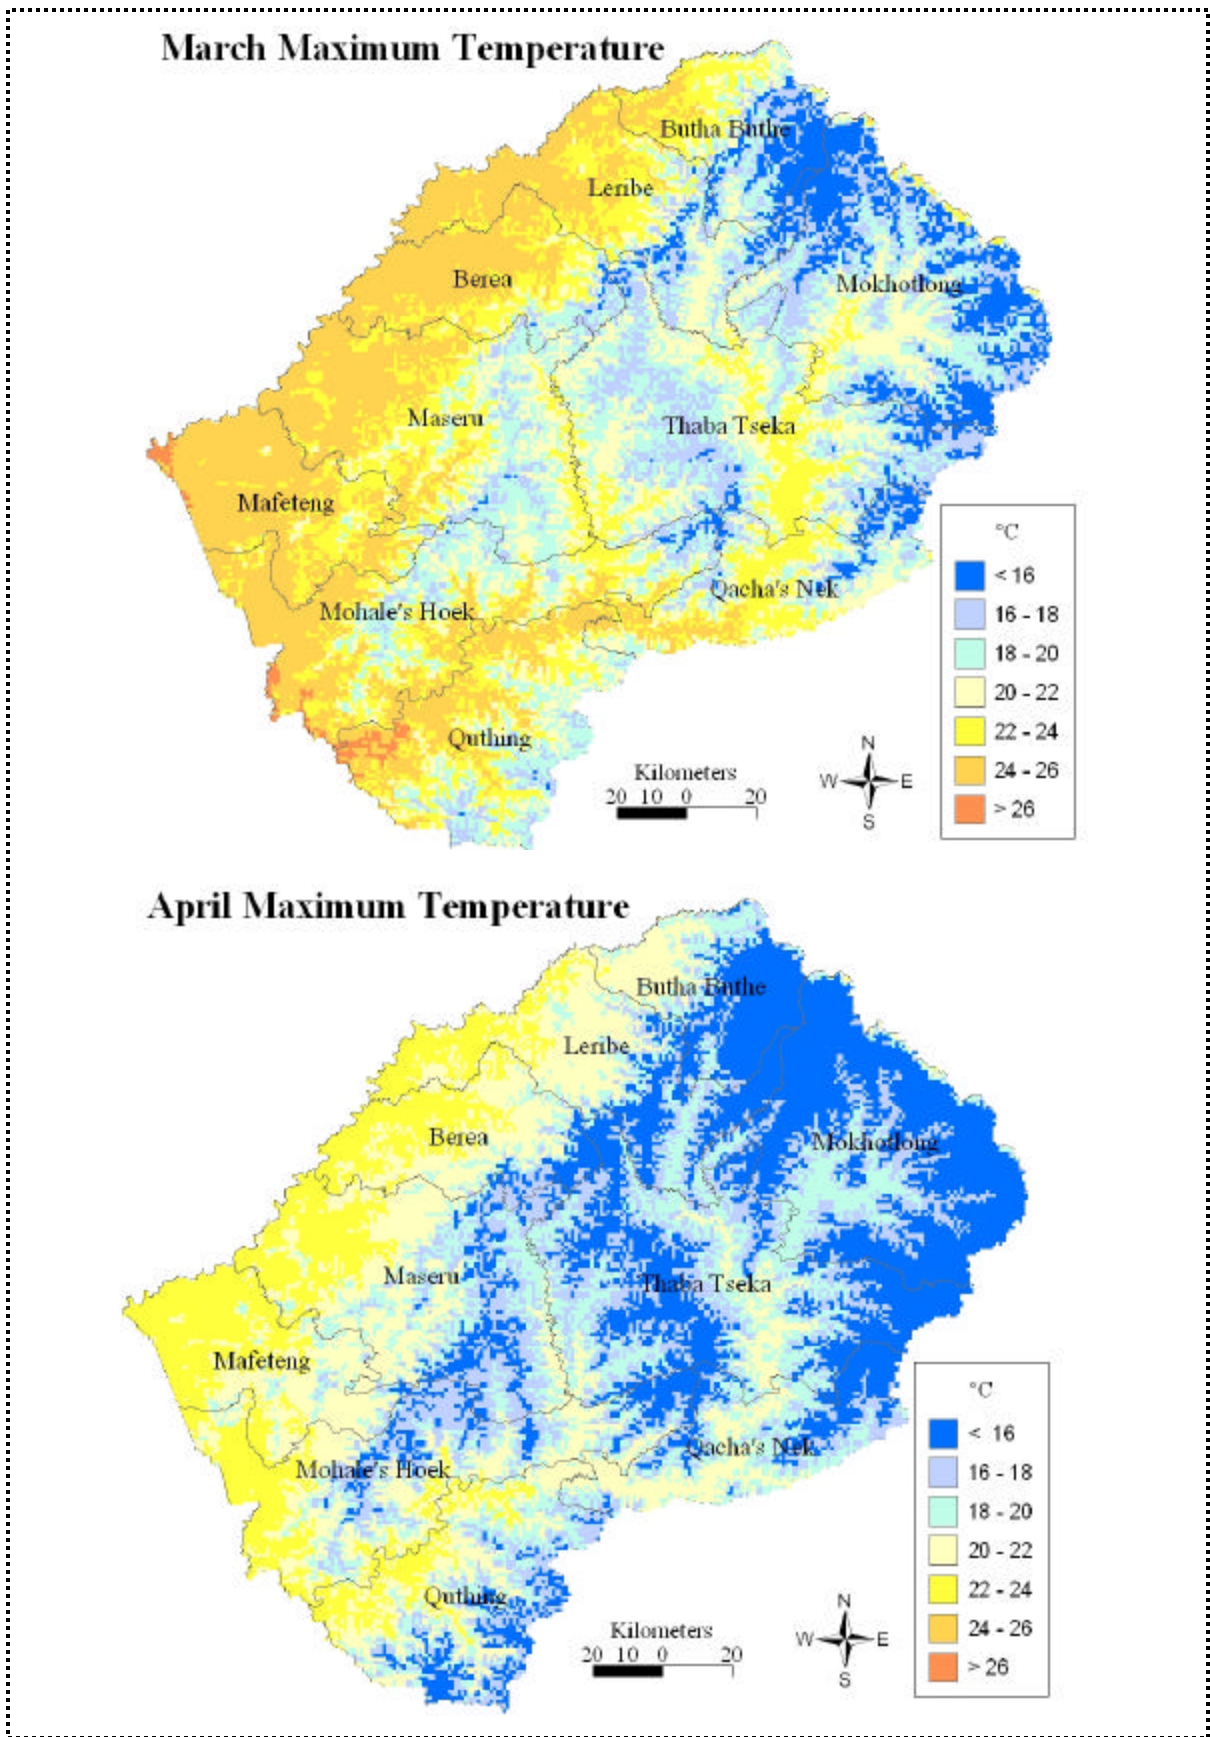 March Maximum Temperature
Butha Buthe
Leribe
Berea
Mokhotlong
Maseru
Thaba Tseka
Mafeteng
Mohale's Hoek
Qacha's Nek
Quthing
Kilometers
20 10 0 20
N
W E
S
°C
< 16
16 - 18
18 - 20
20 - 22
22 - 24
24 - 26
> 26
April Maximum Temperature
Butha Buthe
Leribe
Berea
Mokhotlong
Maseru
Thaba Tseka
Mafeteng
Mohale's Hoek
Qacha's Nek
Quthing
Kilometers
20 10 0 20
N
W E
S
°C
< 16
16 - 18
18 - 20
20 - 22
22 - 24
24 - 26
> 26